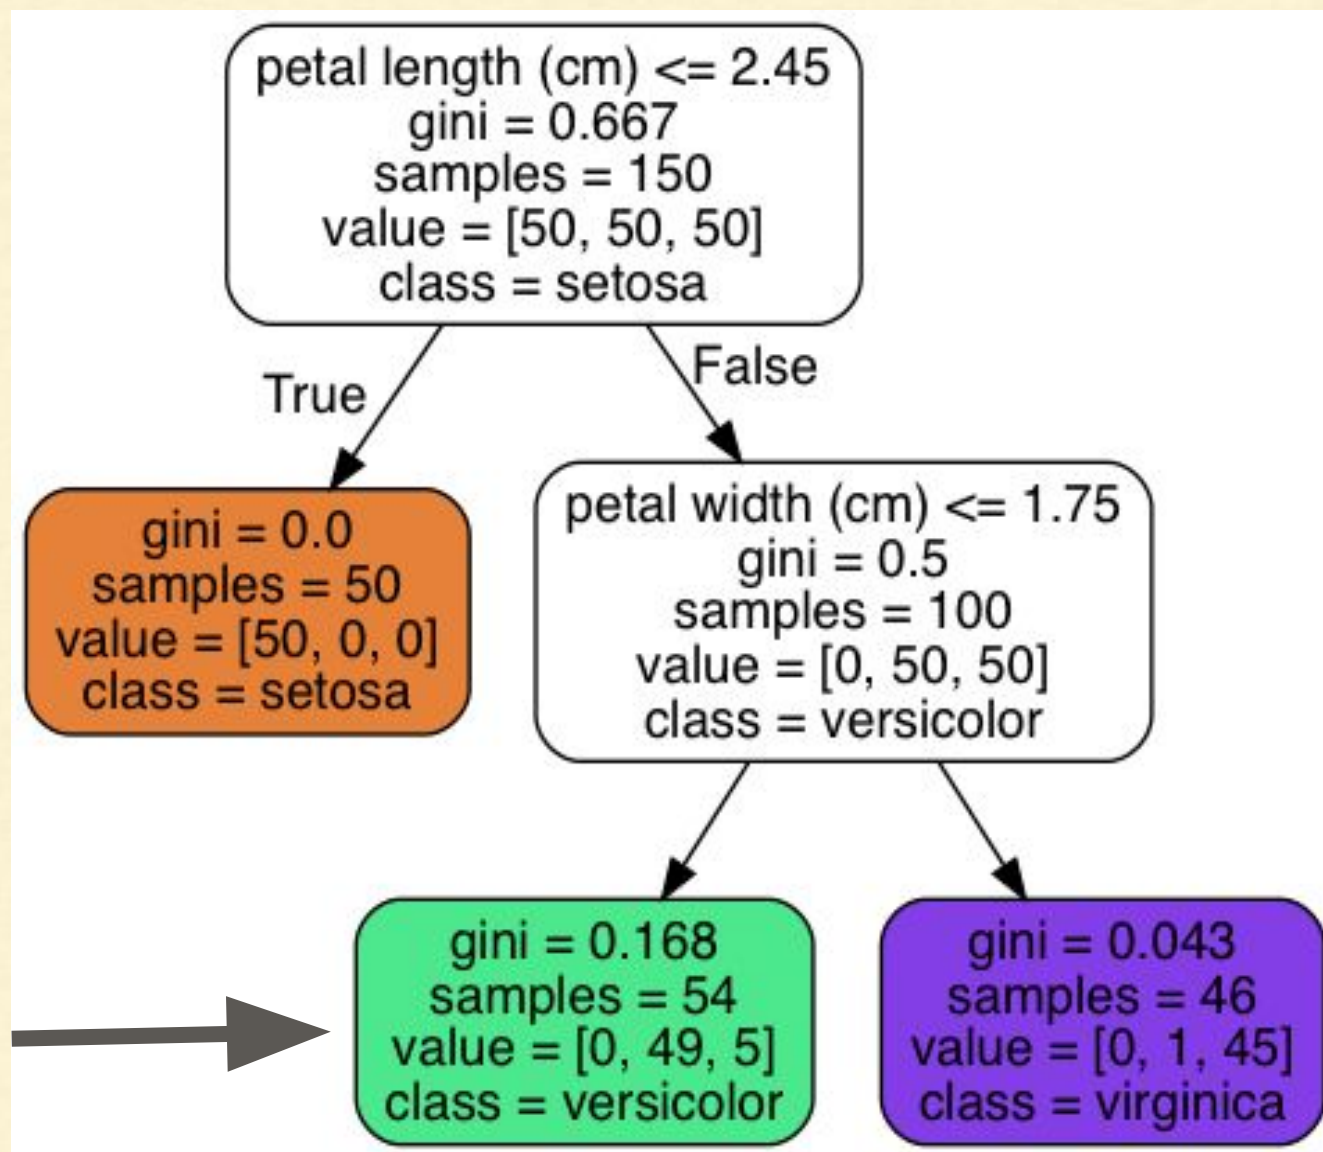 petal length (cm) <= 2.45
gini = 0.667
samples = 150
value = [50, 50, 50]
class = setosa
True
False
gini = 0.0
samples = 50
value = [50, 0, 0]
class = setosa
petal width (cm) <= 1.75
gini = 0.5
samples = 100
value = [0, 50, 50]
class = versicolor
gini = 0.168
samples = 54
value = [0, 49, 5]
class = versicolor
gini = 0.043
samples = 46
value = [0, 1, 45]
class = virginica